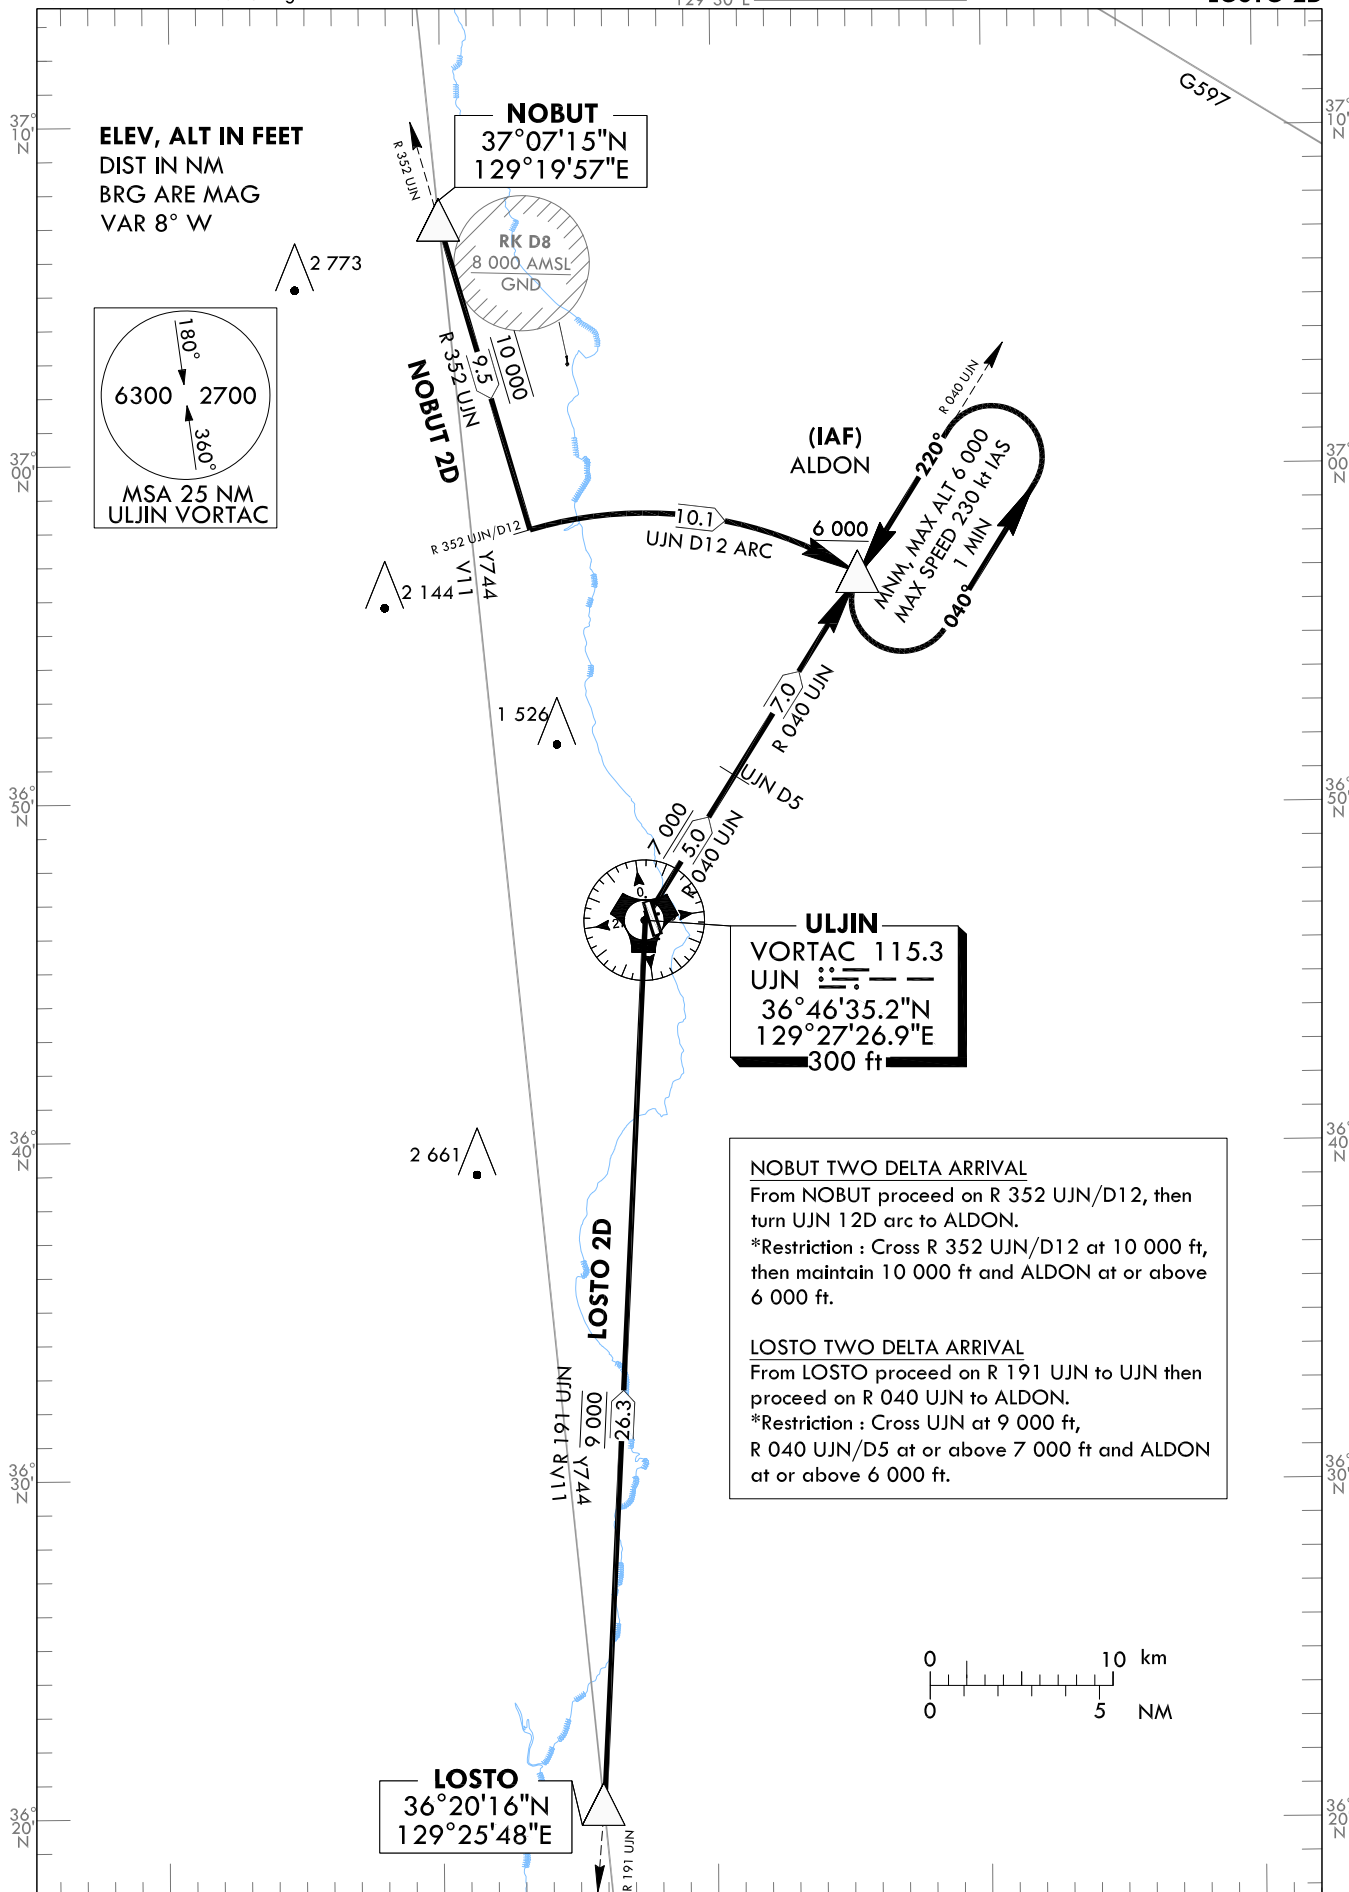 37° 10' N
37° 10' N
G597
ELEV, ALT IN FEET
DIST IN NM
BRG ARE MAG
VAR 8° W
NOBUT
37°07'15"N
129°19'57"E
R 352 UJN
RK D8
8 000 AMSL
GND
2 773
180°
6300 2700
360°
MSA 25 NM
ULJIN VORTAC
NOBUT 2D
R 352 UJN
9.5
10 000
37° 00' N
37° 00' N
(IAF)
ALDON
6 000
R 040 UJN
220°
MNM, MAX ALT 6 000
MAX SPEED 230 kt IAS
1 MIN
040°
R 352 UJN/D12
10.1
UJN D12 ARC
Y744
V11
2 144
1 526
7.0
R 040 UJN
UJN D5
36° 50' N
36° 50' N
7 000
5.0
R 040 UJN
ULJIN
VORTAC 115.3
UJN
36°46'35.2"N
129°27'26.9"E
300 ft
36° 40' N
36° 40' N
2 661
NOBUT TWO DELTA ARRIVAL
From NOBUT proceed on R 352 UJN/D12, then
turn UJN 12D arc to ALDON.
*Restriction : Cross R 352 UJN/D12 at 10 000 ft,
then maintain 10 000 ft and ALDON at or above
6 000 ft.
LOSTO TWO DELTA ARRIVAL
From LOSTO proceed on R 191 UJN to UJN then
proceed on R 040 UJN to ALDON.
*Restriction : Cross UJN at 9 000 ft,
R 040 UJN/D5 at or above 7 000 ft and ALDON
at or above 6 000 ft.
LOSTO 2D
R 191 UJN
9 000
26.3
V11
Y744
36° 30' N
36° 30' N
0 10 km
0 5 NM
LOSTO
36°20'16"N
129°25'48"E
R 191 UJN
36° 20' N
36° 20' N